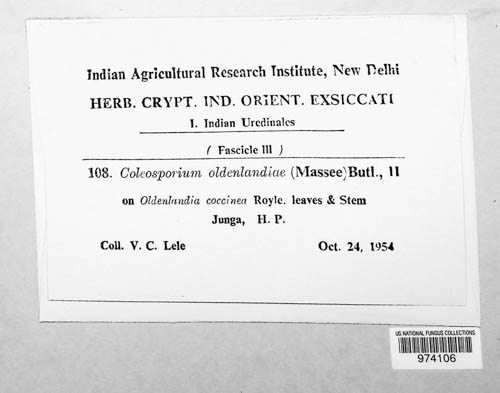 Indian Agricultural Research Institute, New Delhi
HERB. CRYPT. IND. ORIENT. EXSICCATI
I. Indian Uredinales
( Fascicle III )
108. Coleosporium oldenlandiae (Massee) Butl., II
on Oldenlandia coccinea Royle. leaves & Stem
Junga, H. P.
Coll. V. C. Lele Oct. 24, 1954
US NATIONAL FUNGUS COLLECTIONS
974106